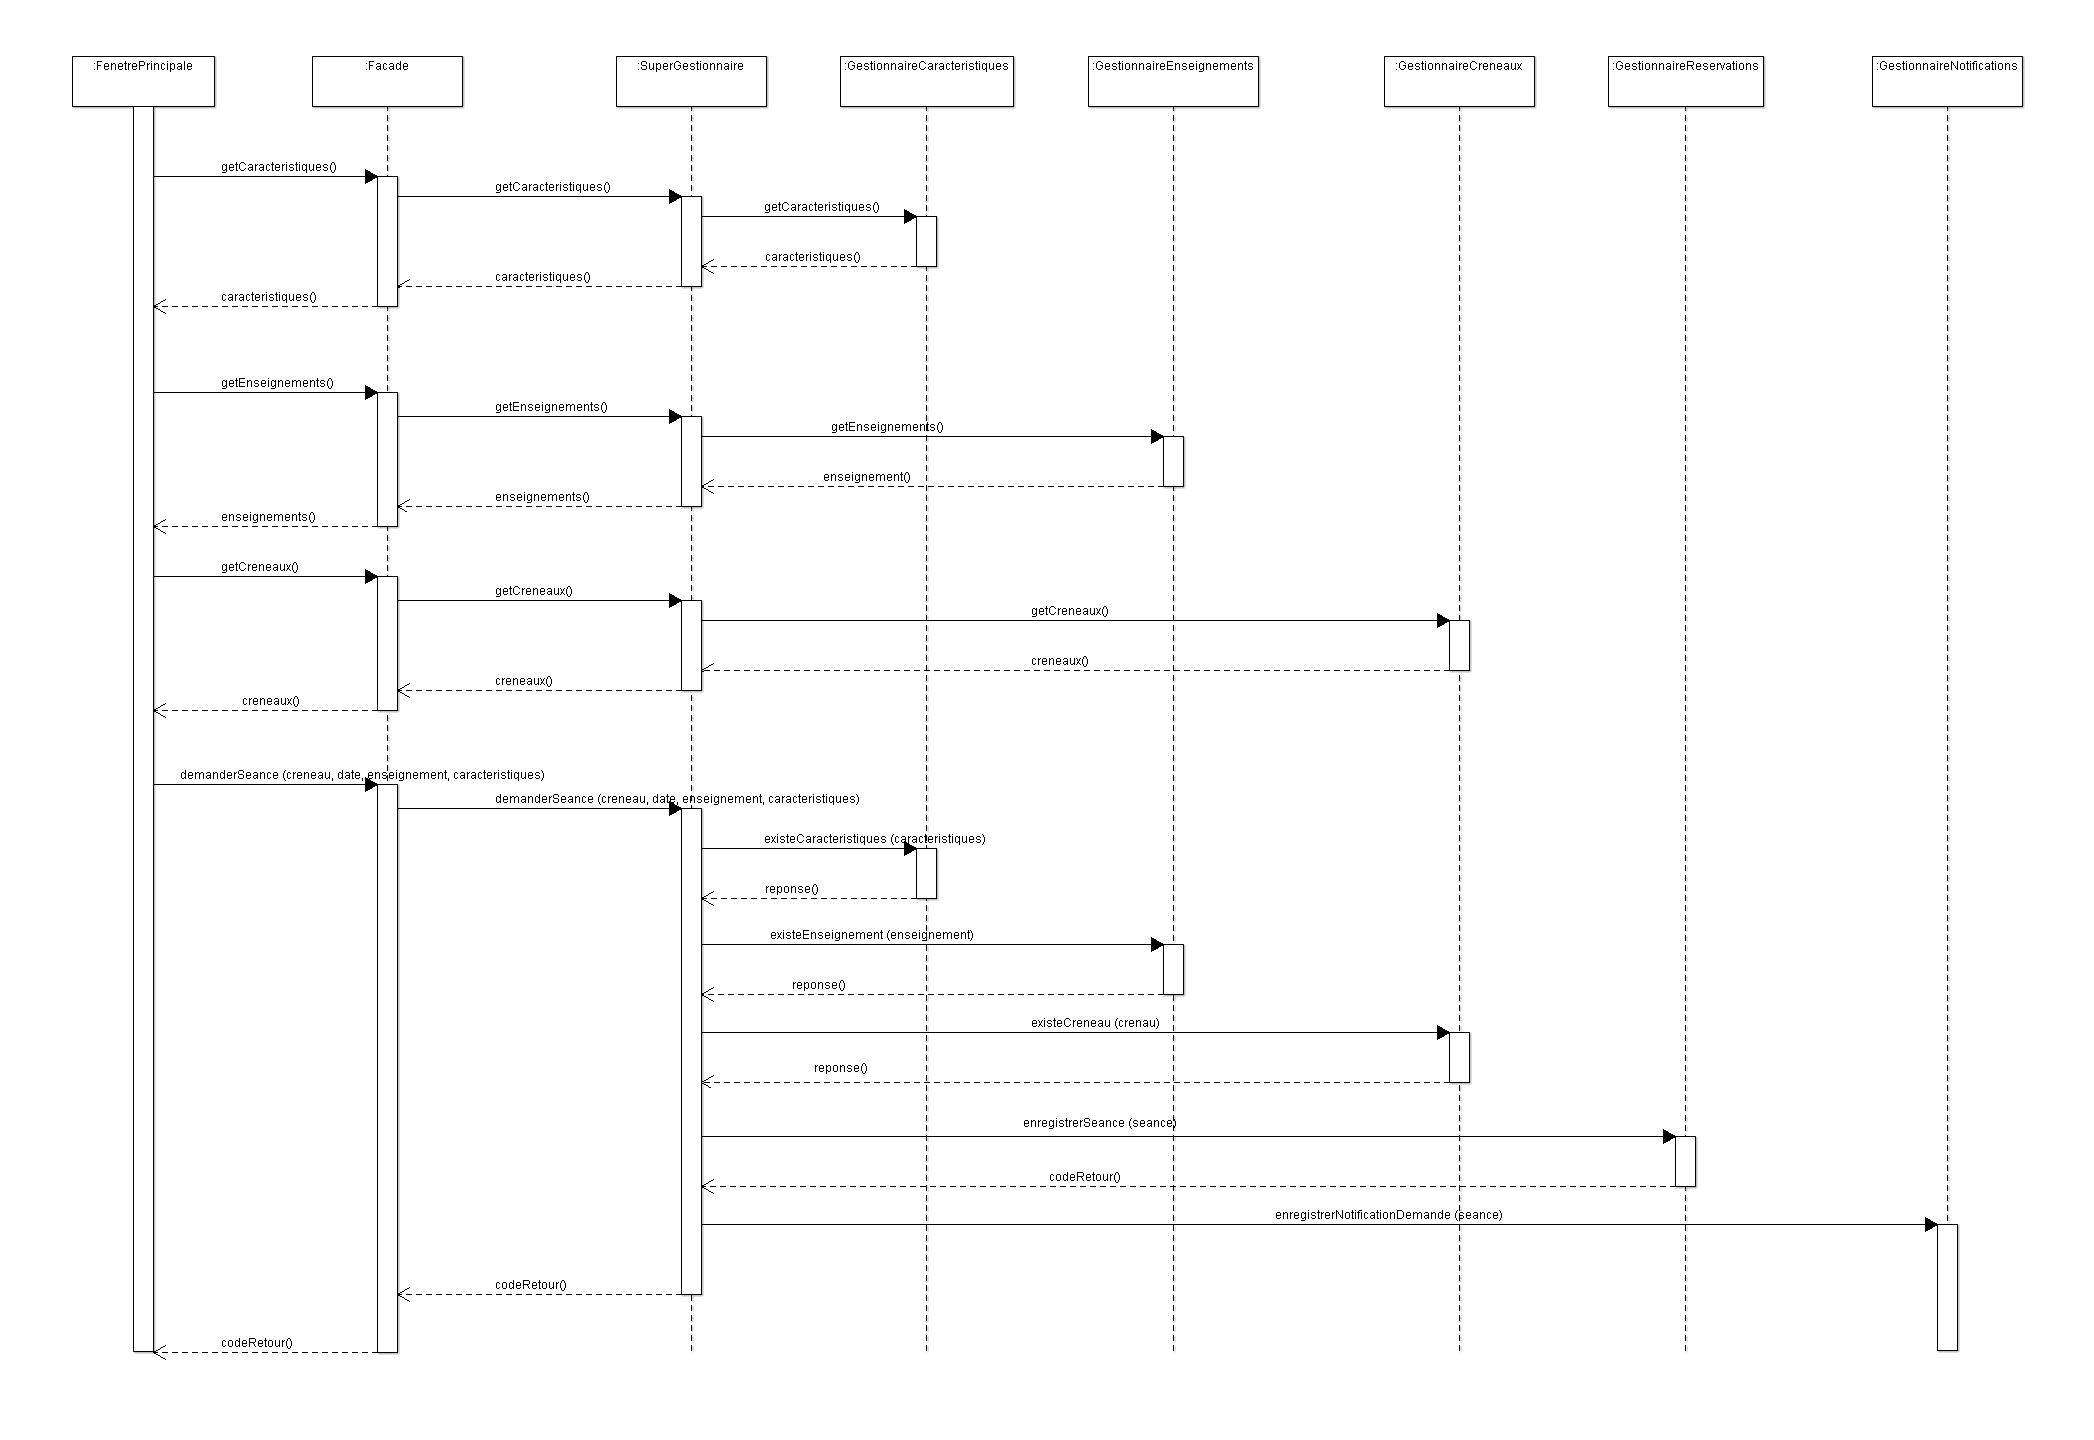 :FenetrePrincipale
:Facade
:SuperGestionnaire
:GestionnaireCaracteristiques
:GestionnaireEnseignements
:GestionnaireCreneaux
:GestionnaireReservations
:GestionnaireNotifications
getCaracteristiques()
getCaracteristiques()
getCaracteristiques()
caracteristiques()
caracteristiques()
caracteristiques()
getEnseignements()
getEnseignements()
getEnseignements()
enseignement()
enseignements()
enseignements()
getCreneaux()
getCreneaux()
getCreneaux()
creneaux()
creneaux()
creneaux()
demanderSeance (creneau, date, enseignement, caracteristiques)
demanderSeance (creneau, date, enseignement, caracteristiques)
existeCaracteristiques (caracteristiques)
reponse()
existeEnseignement (enseignement)
reponse()
existeCreneau (crenau)
reponse()
enregistrerSeance (seance)
codeRetour()
enregistrerNotificationDemande (seance)
codeRetour()
codeRetour()